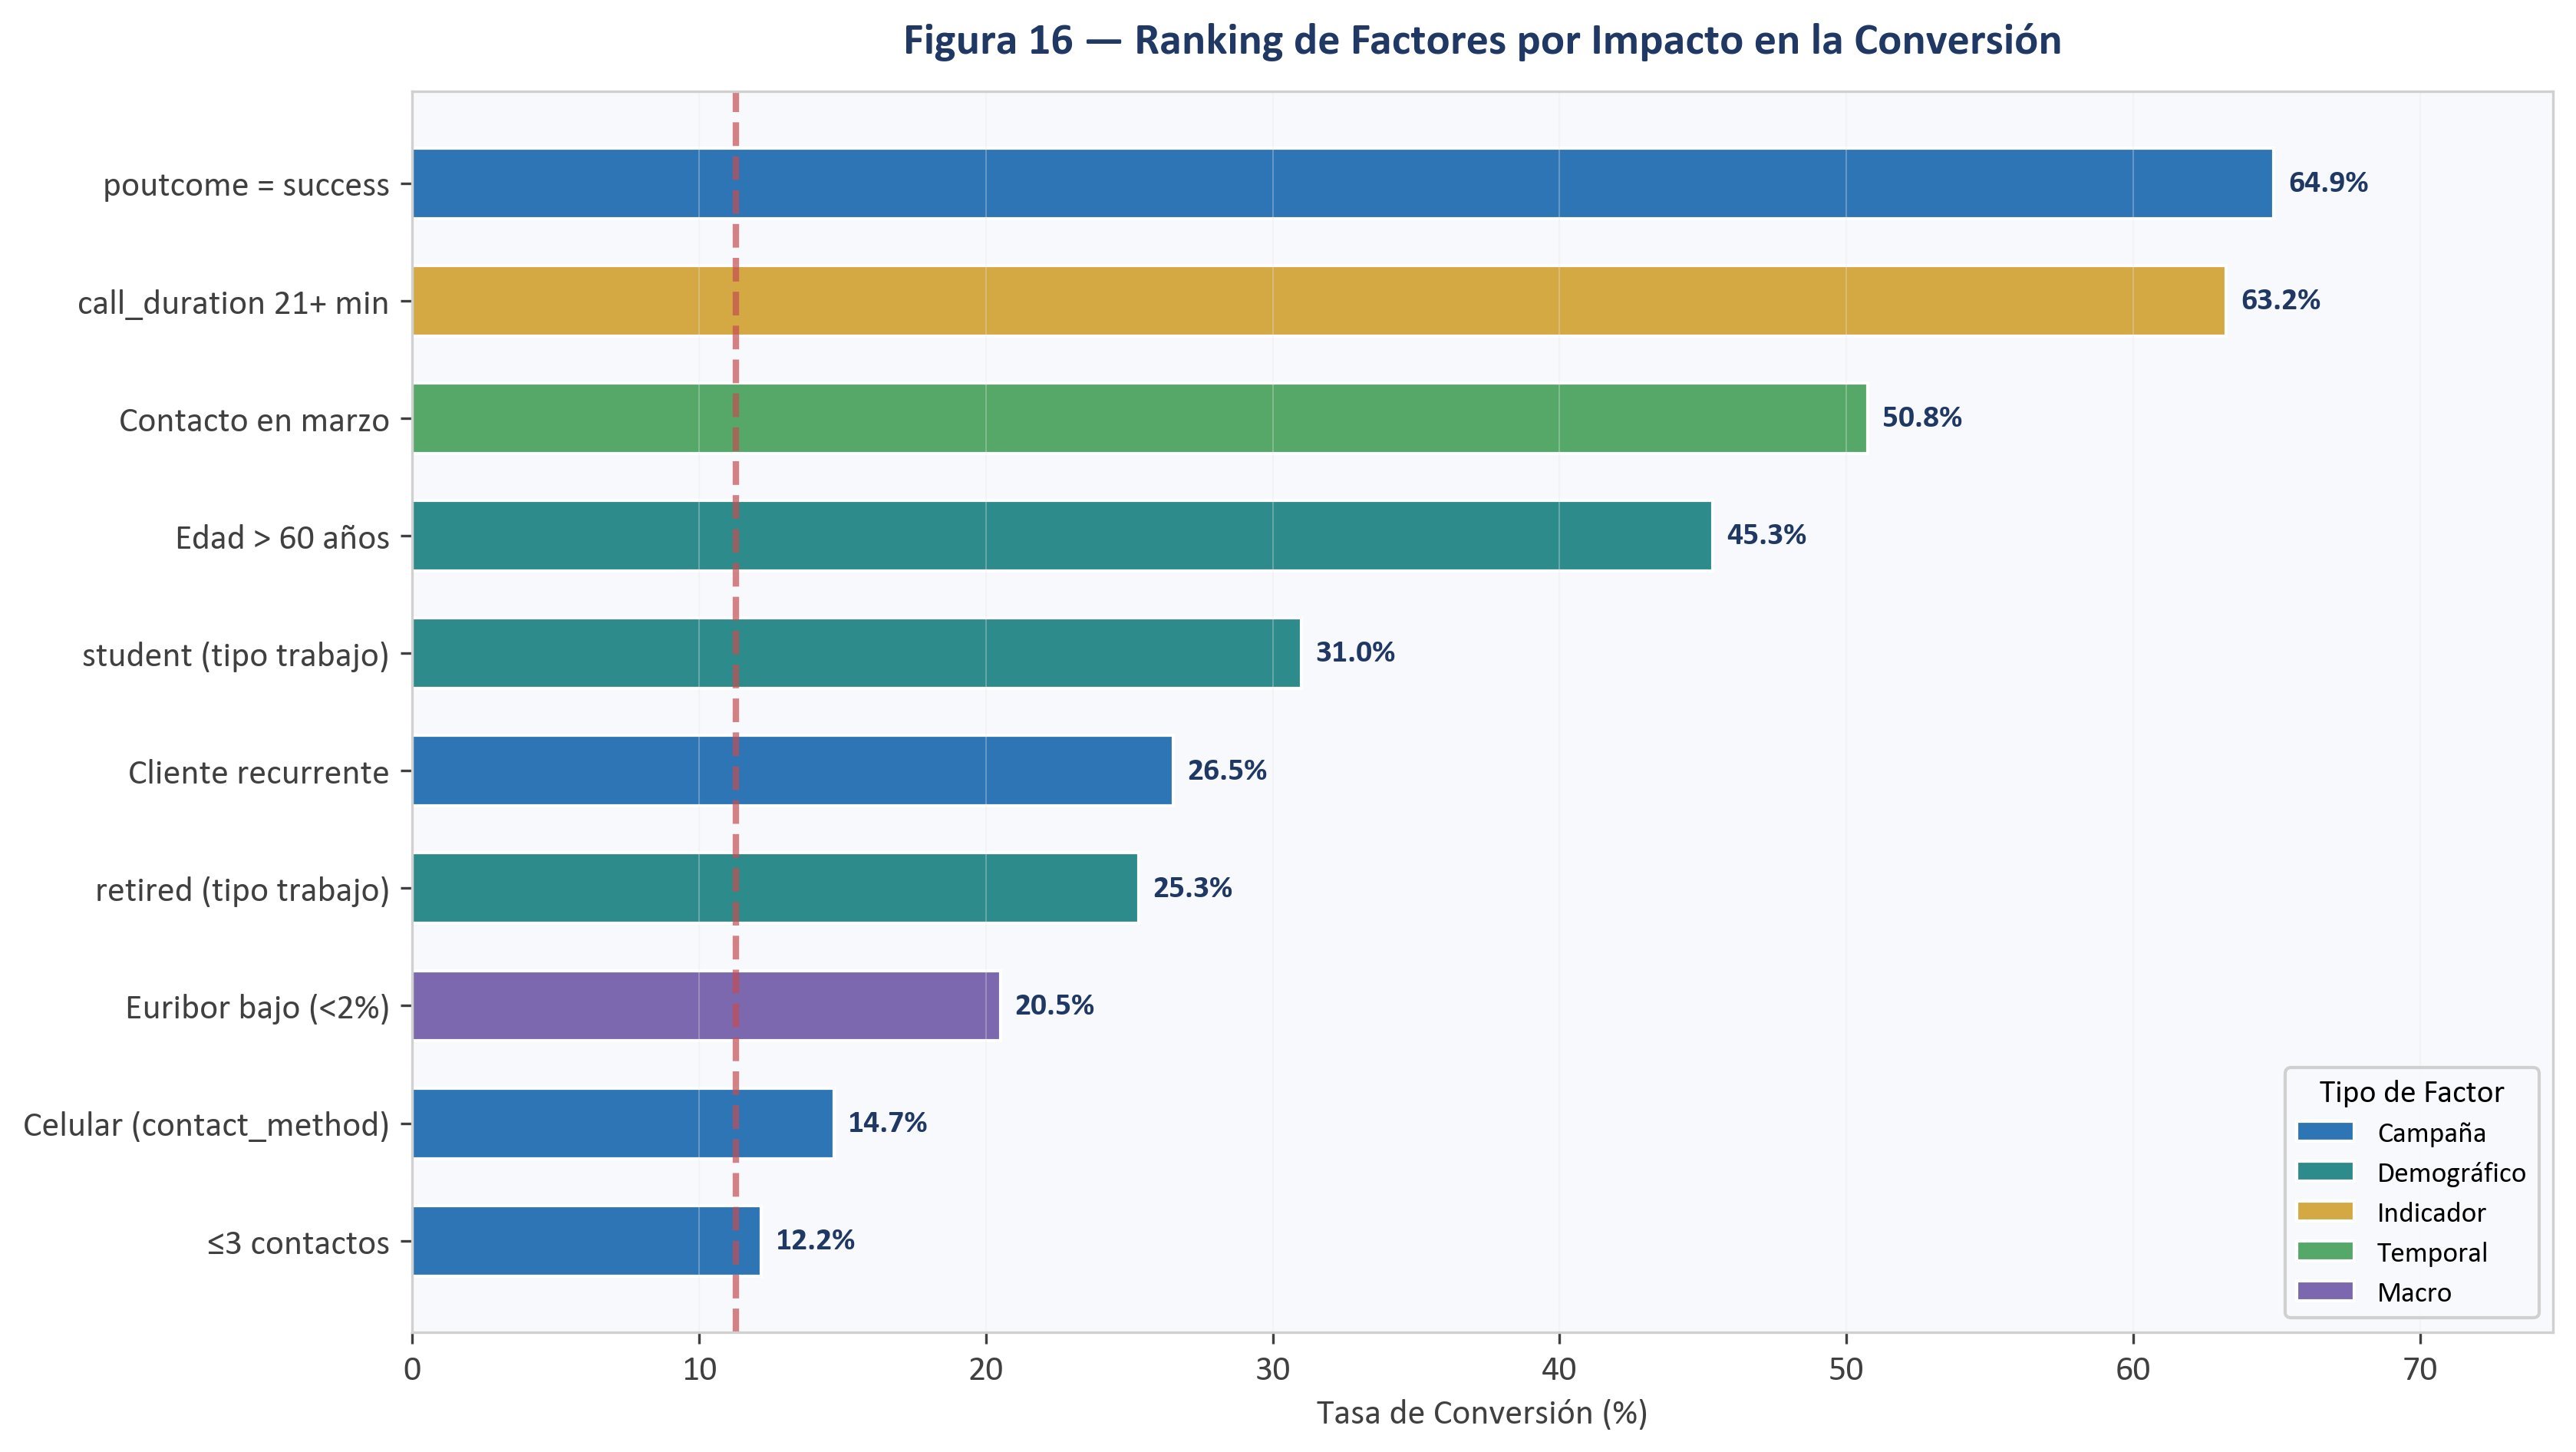 Figura 16 — Ranking de Factores por Impacto en la Conversión
poutcome = success
64.9%
call_duration 21+ min
63.2%
Contacto en marzo
50.8%
Edad > 60 años
45.3%
student (tipo trabajo)
31.0%
Cliente recurrente
26.5%
retired (tipo trabajo)
25.3%
Euribor bajo (<2%)
20.5%
Celular (contact_method)
14.7%
≤3 contactos
12.2%
Tipo de Factor
Campaña
Demográfico
Indicador
Temporal
Macro
0 10 20 30 40 50 60 70
Tasa de Conversión (%)